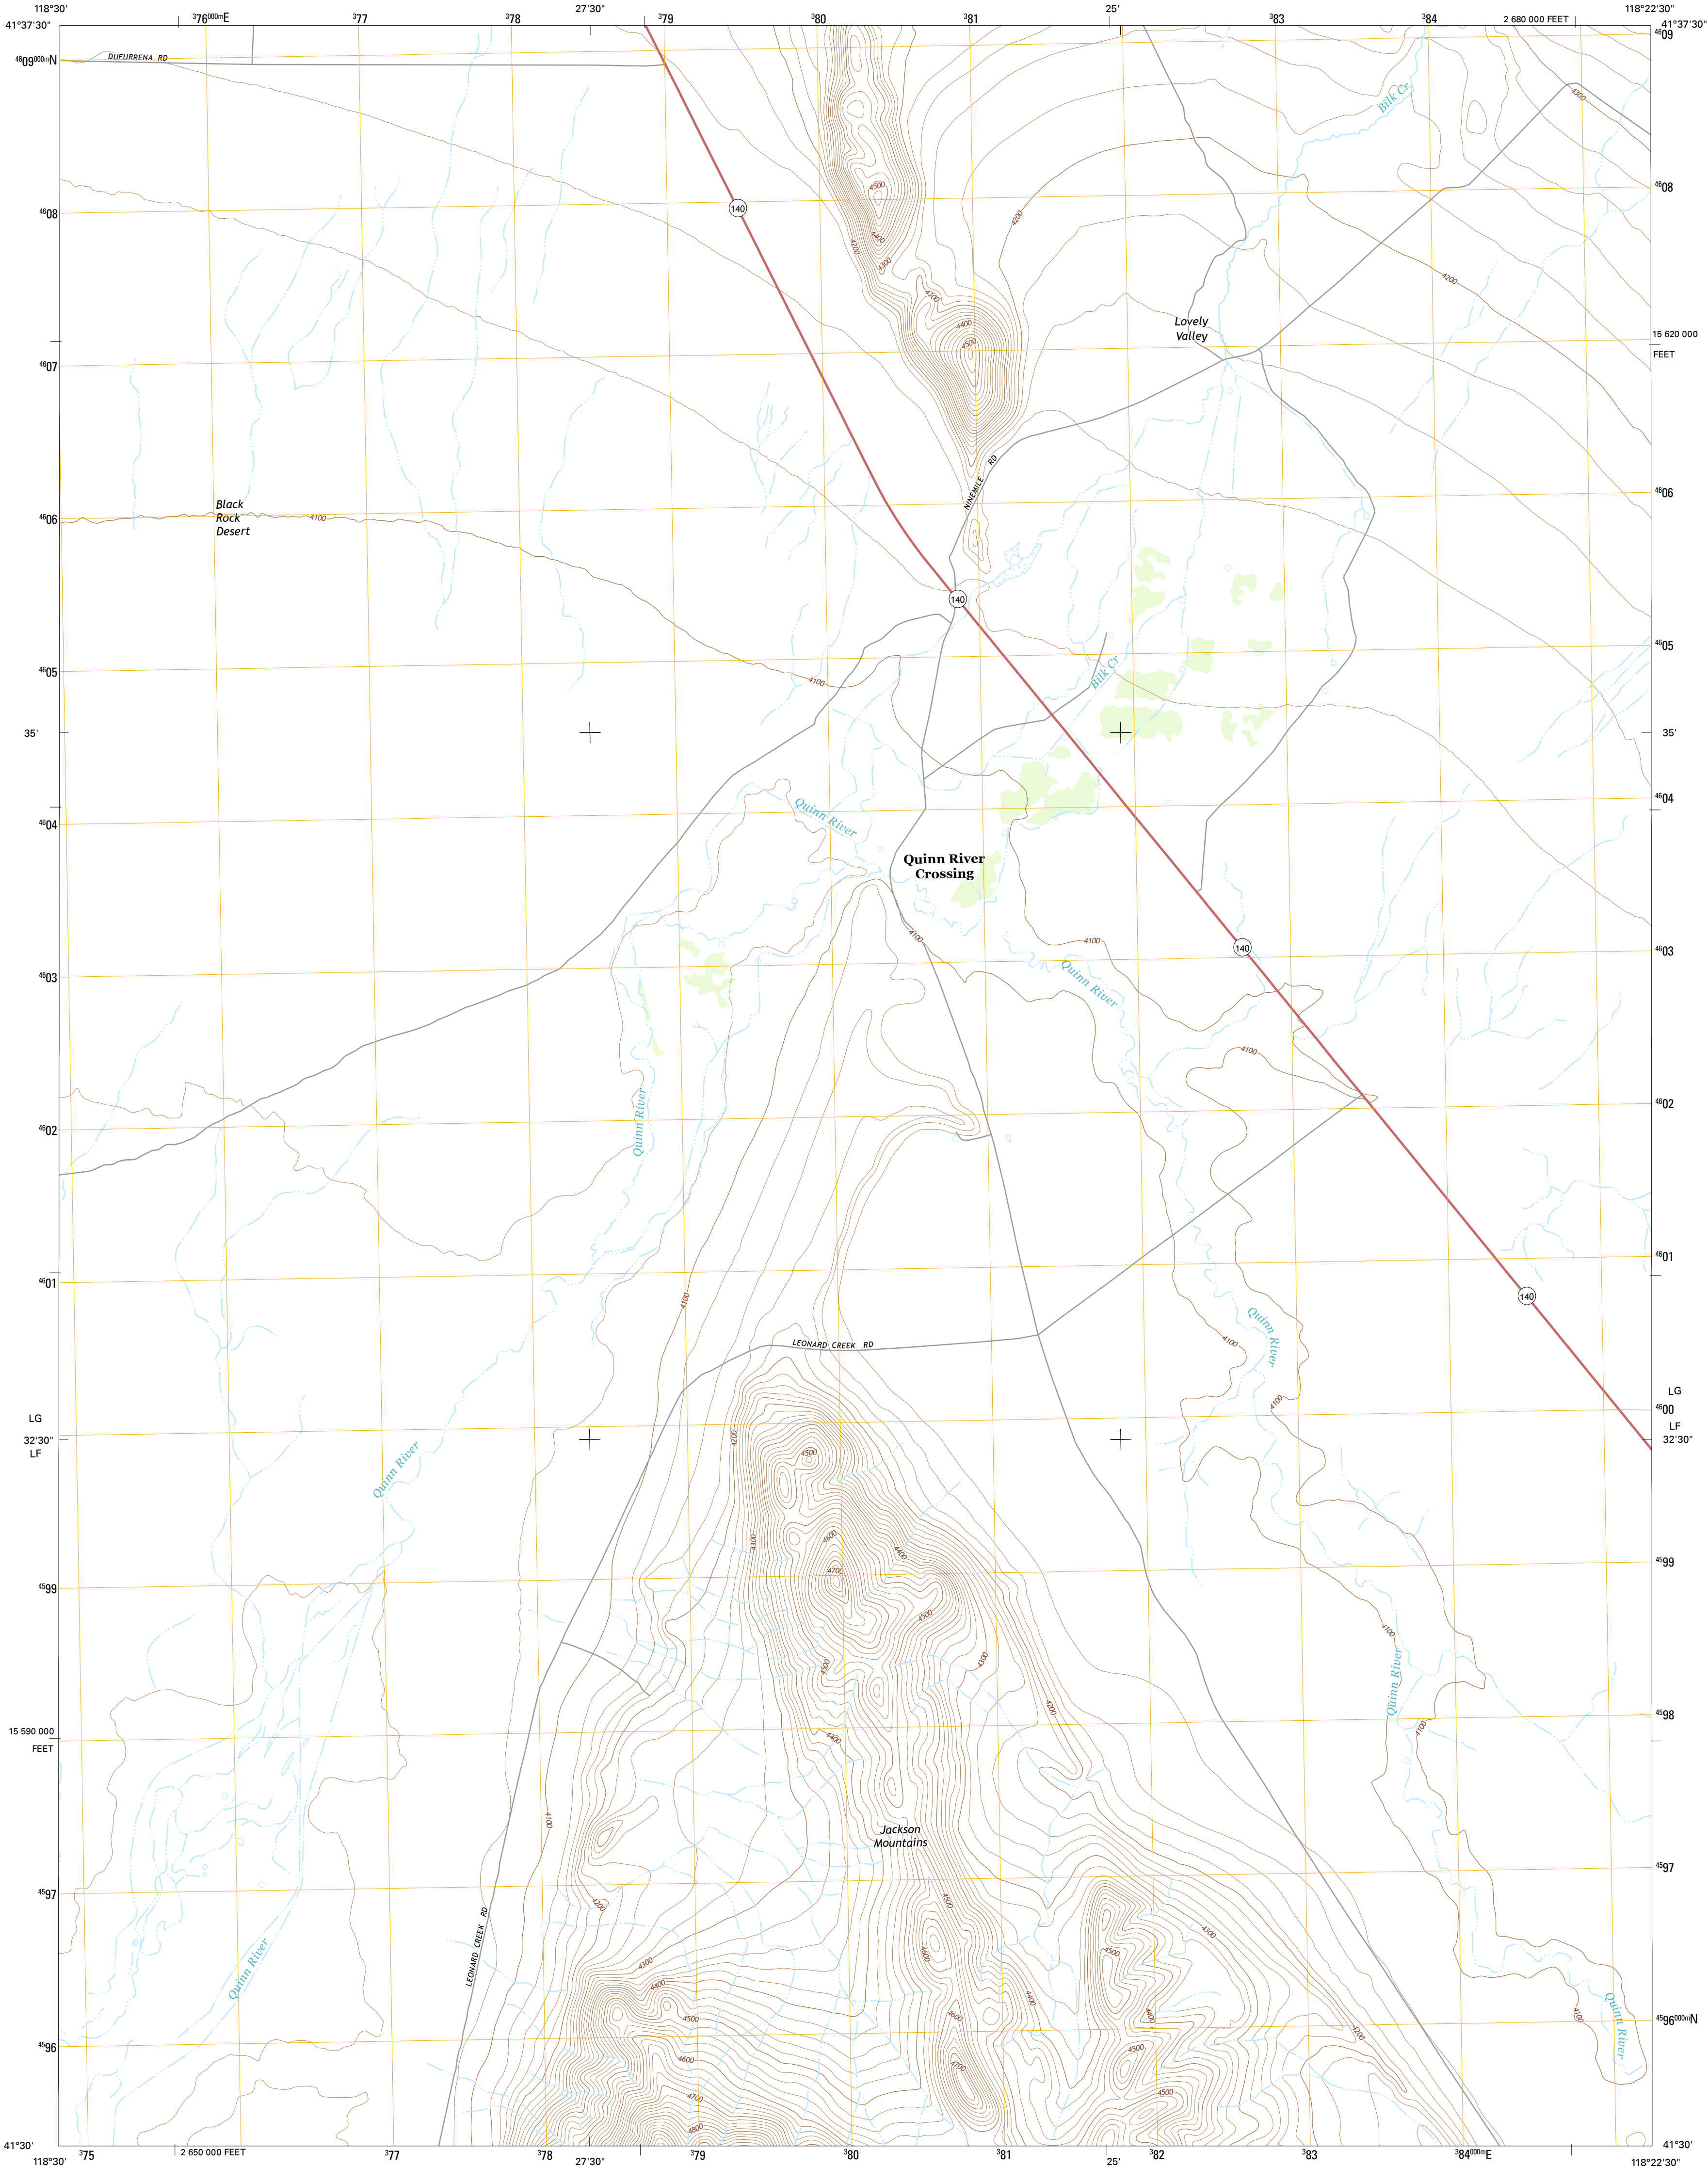 118°30' ³76⁰⁰⁰ᵐE ³77 ³78 27'30" ³79 ³80 ³81 25' ³83 ³84 2 680 000 FEET 118°22'30"
41°37'30" 41°37'30"
⁴⁶09⁰⁰⁰ᵐN DUFURRENA RD ⁴⁶09
Bilk Cr
4300
4500
⁴⁶08 140 4200 ⁴⁶08
4400
4200
4300
4200
4300
Lovely
Valley
4400
4500
15 620 000
FEET
⁴⁶07
NINEMILE RD
Black
Rock
Desert
4100
⁴⁶06 ⁴⁶06
140
⁴⁶05 ⁴⁶05
4100
Bilk Cr
35' 35'
⁴⁶04 ⁴⁶04
Quinn River
Quinn River
Crossing
4100
4100
140
⁴⁶03 ⁴⁶03
Quinn River
4100
Quinn River
⁴⁶02 ⁴⁶02
⁴⁶01 ⁴⁶01
4100
140
Quinn River
LEONARD CREEK RD
4100
4100
LG LG
⁴⁶00
32'30" 32'30"
LF LF
4200
4500
Quinn River
4300
4600
4400
4700
⁴⁵99 ⁴⁵99
4500
4100
4500
4300
Quinn River
4200
⁴⁵98
4100
15 590 000
FEET
4400
4100
Jackson
Mountains
⁴⁵97 ⁴⁵97
4200
4500
LEONARD CREEK RD
4300
4600
4500
4300
Quinn River
4400
4400
4500
4600
4400
4100
Quinn River
⁴⁵96⁰⁰⁰ᵐN
4200
⁴⁵96
4600
4500
4700
4700
4500
4800
41°30' 41°30'
118°30' ³75 2 650 000 FEET ³77 ³78 27'30" ³79 ³80 ³81 25' ³82 ³83 ³84⁰⁰⁰ᵐE 118°22'30"